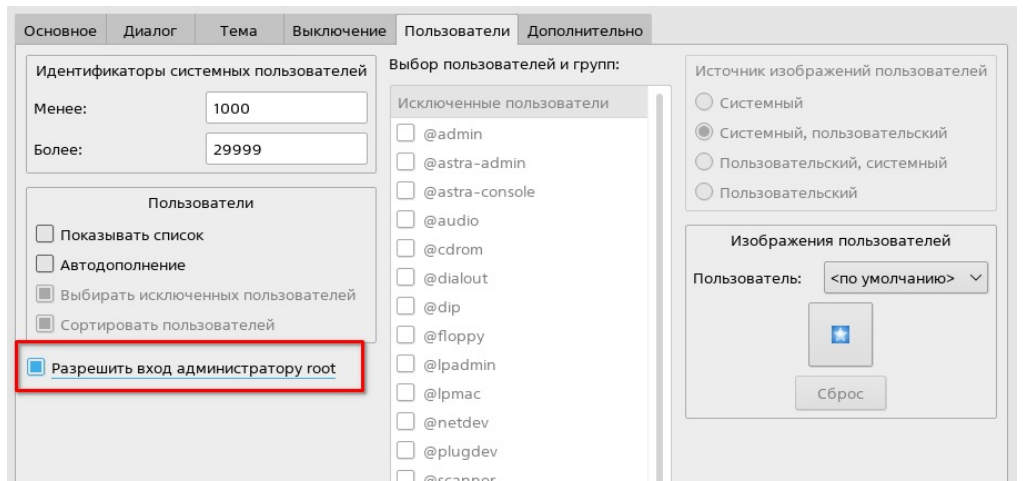 Основное Диалог Тема Выключение Пользователи Дополнительно
Идентификаторы системных пользователей
Менее: 1000
Более: 29999
Пользователи
Показывать список
Автодополнение
Выбирать исключенных пользователей
Сортировать пользователей
Разрешить вход администратору root
Выбор пользователей и групп:
Исключенные пользователи
@admin
@astra-admin
@astra-console
@audio
@cdrom
@dialout
@dip
@floppy
@lpadmin
@lpmac
@netdev
@plugdev
@scanner
Источник изображений пользователей
Системный
Системный, пользовательский
Пользовательский, системный
Пользовательский
Изображения пользователей
Пользователь: <по умолчанию>
Сброс